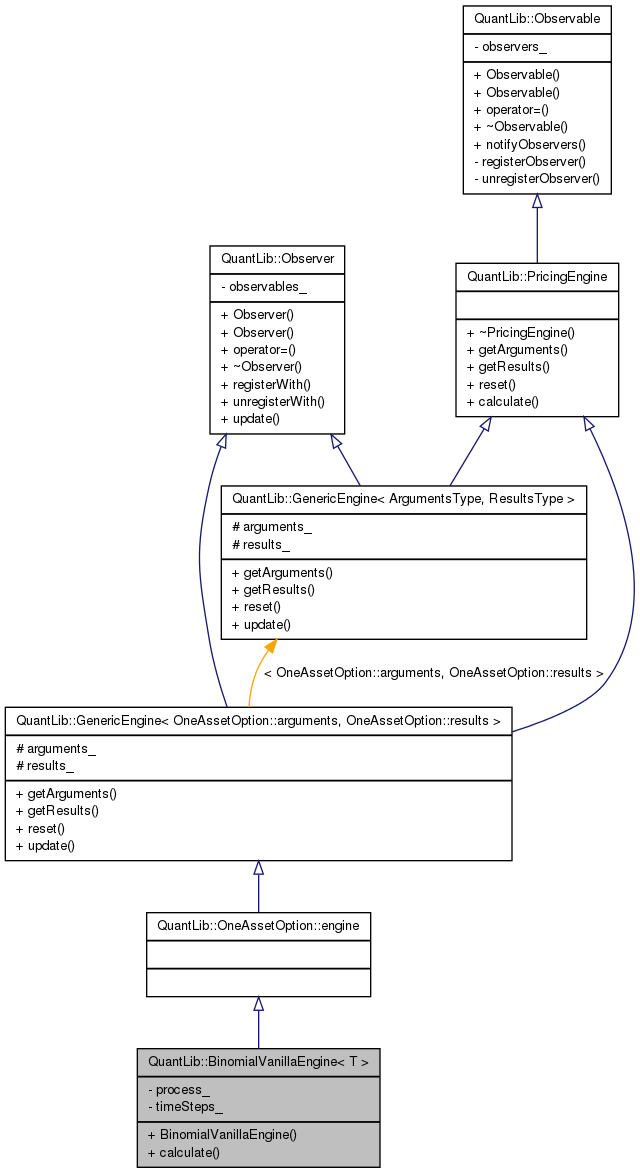 QuantLib::Observable
- observers_
+ Observable()
+ Observable()
+ operator=()
+ ~Observable()
+ notifyObservers()
- registerObserver()
- unregisterObserver()
QuantLib::Observer
- observables_
+ Observer()
+ Observer()
+ operator=()
+ ~Observer()
+ registerWith()
+ unregisterWith()
+ update()
QuantLib::PricingEngine
+ ~PricingEngine()
+ getArguments()
+ getResults()
+ reset()
+ calculate()
QuantLib::GenericEngine< ArgumentsType, ResultsType >
# arguments_
# results_
+ getArguments()
+ getResults()
+ reset()
+ update()
< OneAssetOption::arguments, OneAssetOption::results >
QuantLib::GenericEngine< OneAssetOption::arguments, OneAssetOption::results >
# arguments_
# results_
+ getArguments()
+ getResults()
+ reset()
+ update()
QuantLib::OneAssetOption::engine
QuantLib::BinomialVanillaEngine< T >
- process_
- timeSteps_
+ BinomialVanillaEngine()
+ calculate()